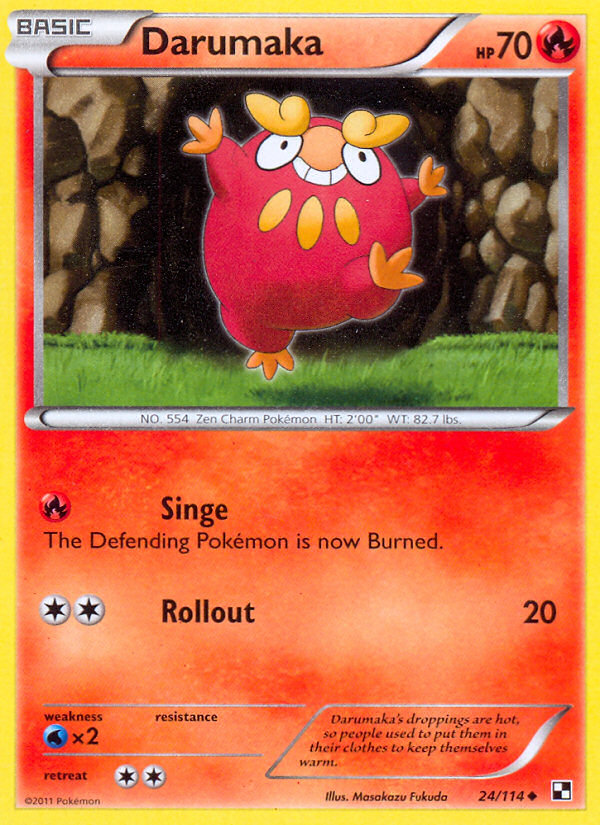 BASIC
Darumaka
HP 70
NO. 554 Zen Charm Pokémon HT: 2'00" WT: 82.7 lbs.
Singe
The Defending Pokémon is now Burned.
Rollout 20
weakness resistance
×2
retreat
Darumaka's droppings are hot,
so people used to put them in
their clothes to keep themselves
warm.
©2011 Pokémon
Illus. Masakazu Fukuda 24/114